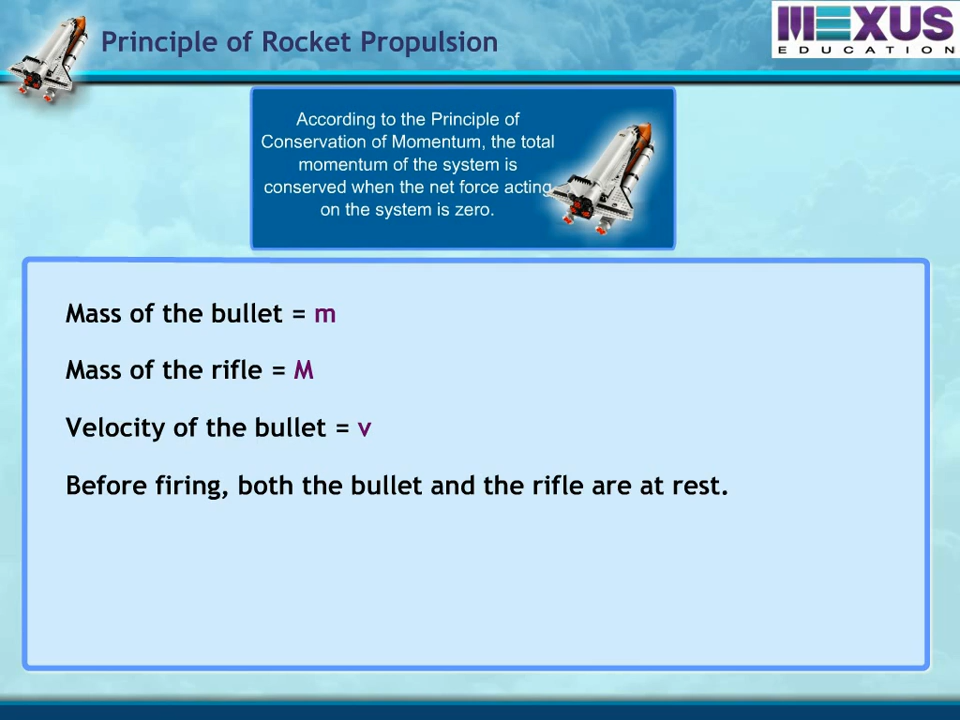 Principle of Rocket Propulsion
MEXUS
EDUCATION
According to the Principle of
Conservation of Momentum, the total
momentum of the system is
conserved when the net force acting
on the system is zero.
Mass of the bullet = m
Mass of the rifle = M
Velocity of the bullet = v
Before firing, both the bullet and the rifle are at rest.